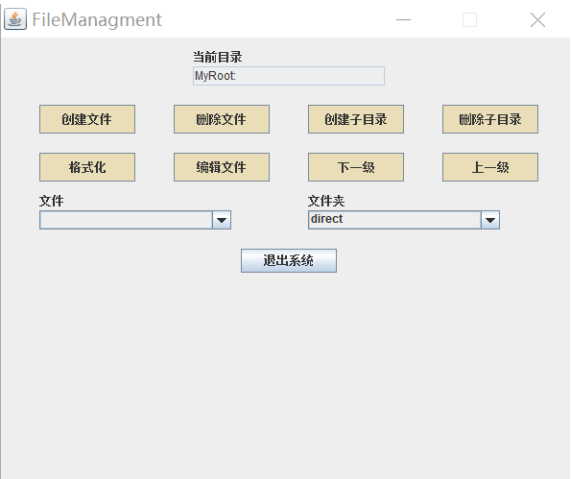 FileManagment
当前目录
MyRoot:
创建文件 删除文件 创建子目录 删除子目录
格式化 编辑文件 下一级 上一级
文件 文件夹
direct
退出系统